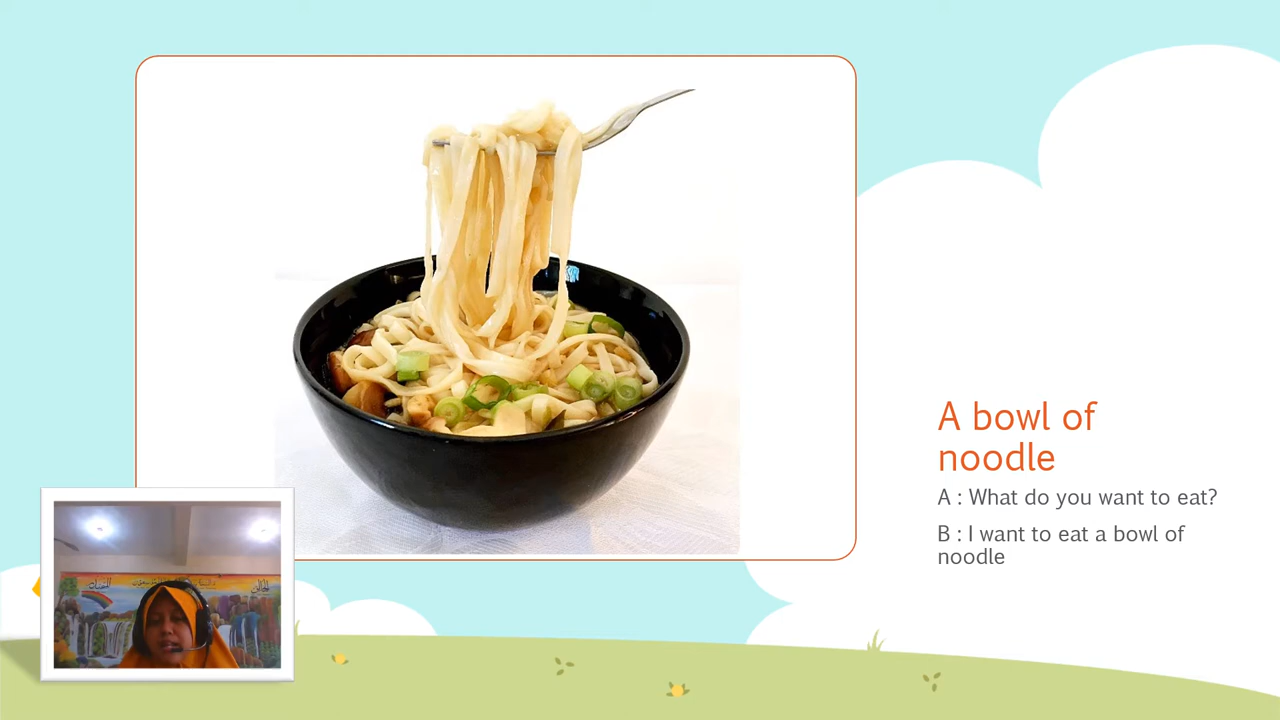 A bowl of
noodle
A : What do you want to eat?
B : I want to eat a bowl of
noodle